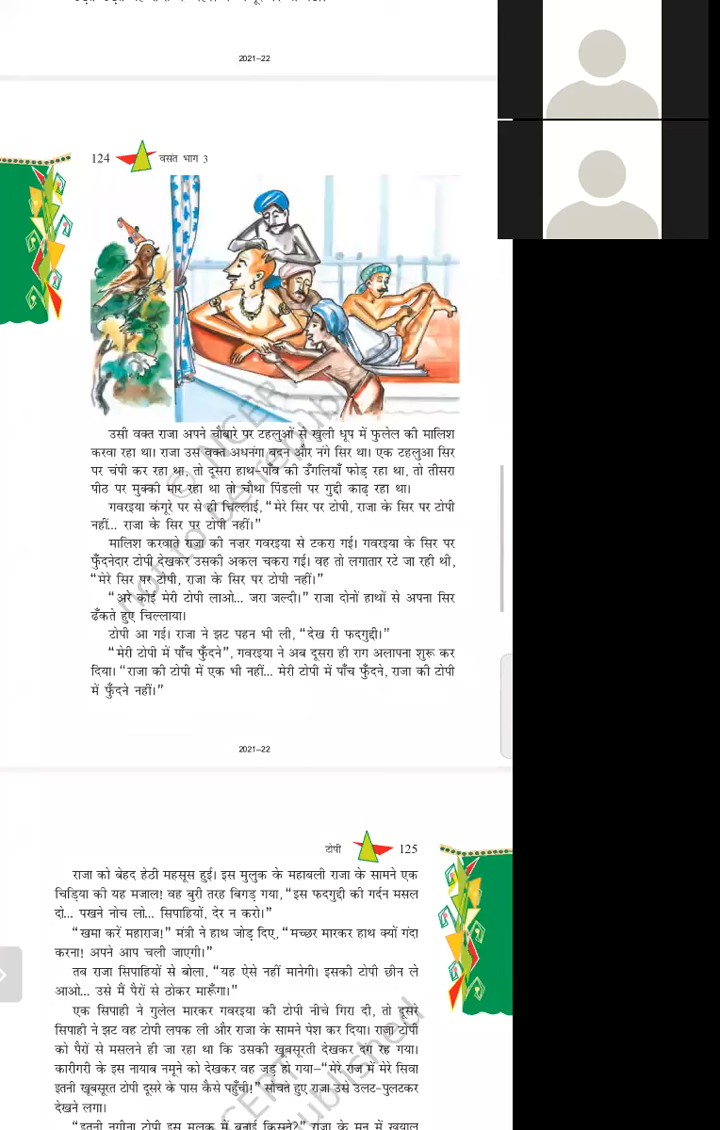 2021–22
124 वसंत भाग 3
उसी वक्त राजा अपने चौबारे पर टहलुओं से खुली धूप में फुलेल की मालिश
करवा रहा था। राजा उस वक्त अधनंगा बदन और नंगे सिर था। एक टहलुआ सिर
पर चंपी कर रहा था, तो दूसरा हाथ-पाँव की उँगलियाँ फोड़ रहा था, तो तीसरा
पीठ पर मुक्की मार रहा था तो चौथा पिंडली पर गुद्दी काढ़ रहा था।
गवरइया कंगूरे पर से ही चिल्लाई, “मेरे सिर पर टोपी, राजा के सिर पर टोपी
नहीं... राजा के सिर पर टोपी नहीं।”
मालिश करवाते राजा की नज़र गवरइया से टकरा गई। गवरइया के सिर पर
फुँदनेदार टोपी देखकर उसकी अकल चकरा गई। वह तो लगातार रटे जा रही थी,
“मेरे सिर पर टोपी, राजा के सिर पर टोपी नहीं।”
“अरे कोई मेरी टोपी लाओ... जरा जल्दी।” राजा दोनों हाथों से अपना सिर
ढँकते हुए चिल्लाया।
टोपी आ गई। राजा ने झट पहन भी ली, “देख री फदगुद्दी।”
“मेरी टोपी में पाँच फुँदने”, गवरइया ने अब दूसरा ही राग अलापना शुरू कर
दिया। “राजा की टोपी में एक भी नहीं... मेरी टोपी में पाँच फुँदने, राजा की टोपी
में फुँदने नहीं।”
2021–22
टोपी 125
राजा को बेहद हेठी महसूस हुई। इस मुलुक के महाबली राजा के सामने एक
चिड़िया की यह मजाल! वह बुरी तरह बिगड़ गया, “इस फदगुद्दी की गर्दन मसल
दो... पखने नोच लो... सिपाहियों, देर न करो।”
“खमा करें महाराज!” मंत्री ने हाथ जोड़ दिए, “मच्छर मारकर हाथ क्यों गंदा
करना! अपने आप चली जाएगी।”
तब राजा सिपाहियों से बोला, “यह ऐसे नहीं मानेगी। इसकी टोपी छीन ले
आओ... उसे मैं पैरों से ठोकर मारूँगा।”
एक सिपाही ने गुलेल मारकर गवरइया की टोपी नीचे गिरा दी, तो दूसरे
सिपाही ने झट वह टोपी लपक ली और राजा के सामने पेश कर दिया। राजा टोपी
को पैरों से मसलने ही जा रहा था कि उसकी खूबसूरती देखकर दंग रह गया।
कारीगरी के इस नायाब नमूने को देखकर वह जड़ हो गया–“मेरे राज में मेरे सिवा
इतनी खूबसूरत टोपी दूसरे के पास कैसे पहुँची!” सोचते हुए राजा उसे उलट-पुलटकर
देखने लगा।
“इतनी नगीना टोपी इस मुलुक में बनाई किसने?” राजा के मन में खयाल